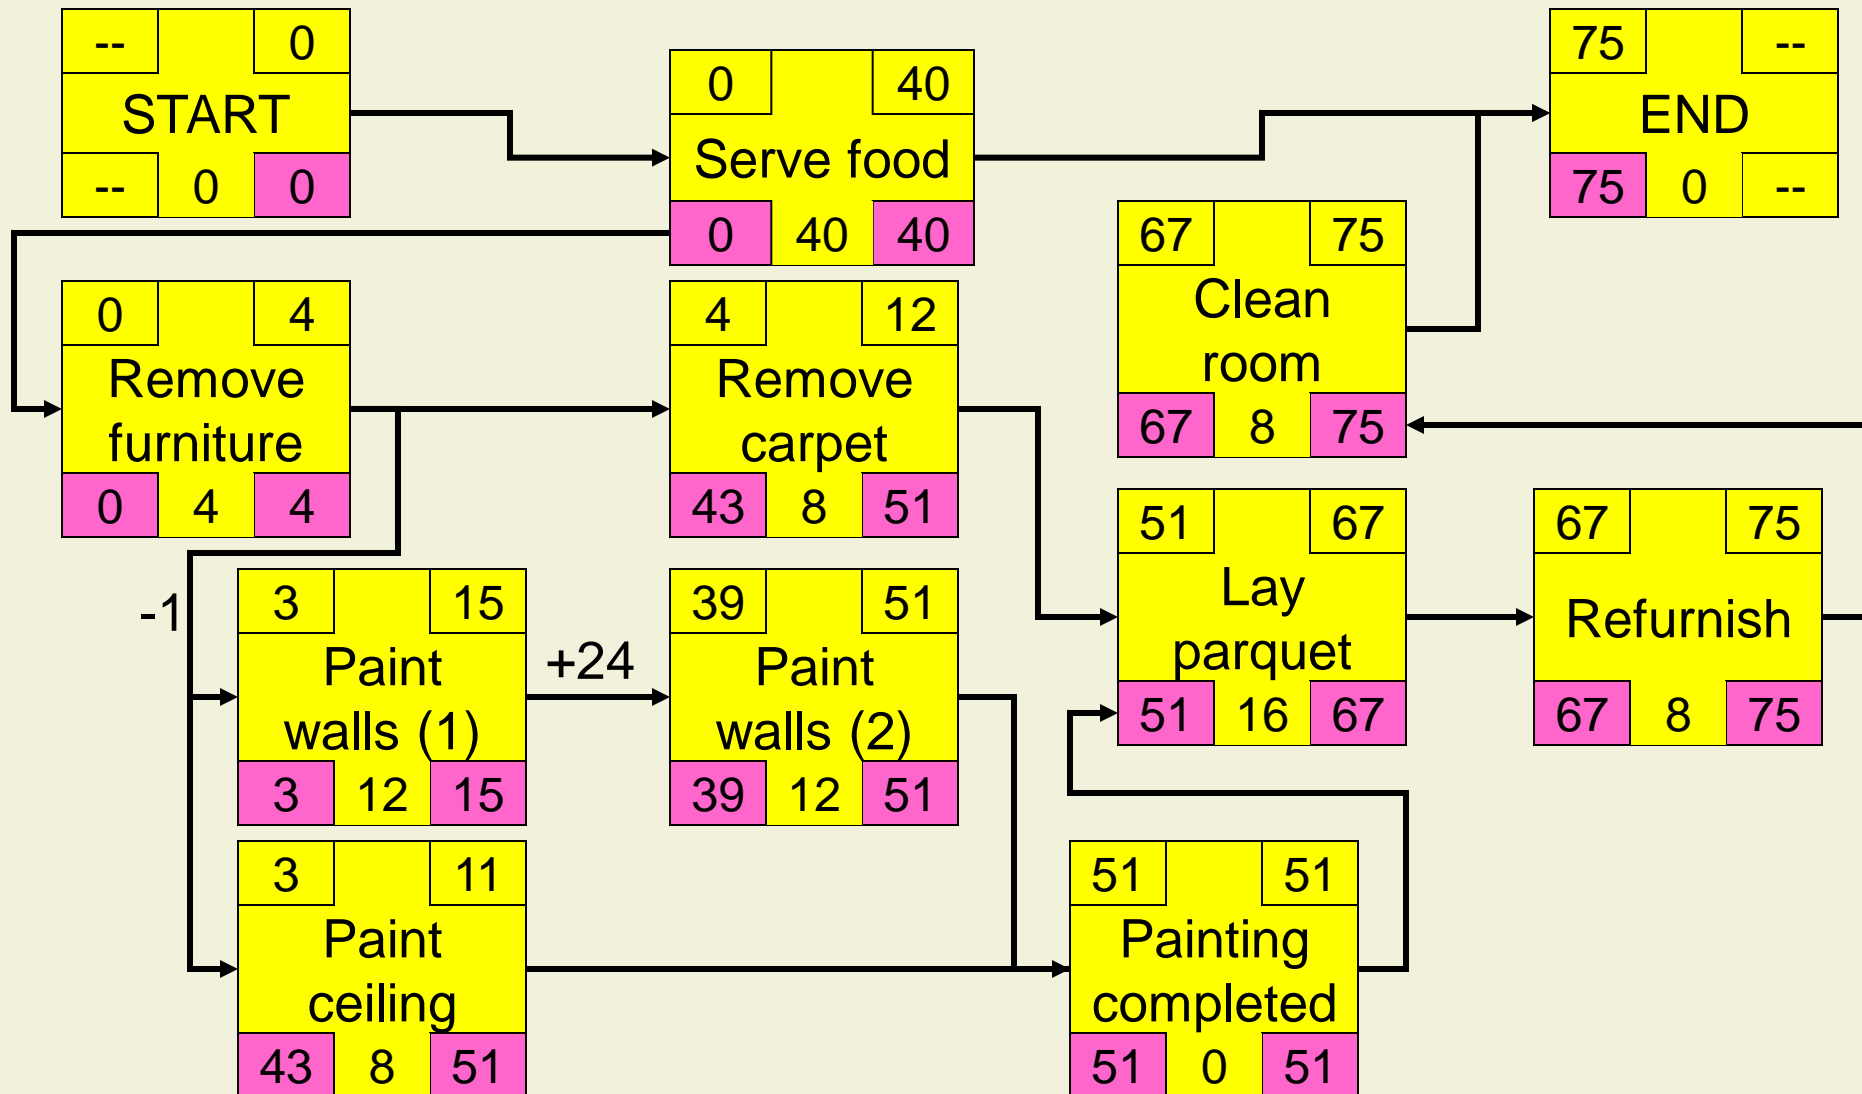 -- 0
START
-- 0 0
0 40
Serve food
0 40 40
75 --
END
75 0 --
67 75
Clean
room
67 8 75
0 4
Remove
furniture
0 4 4
4 12
Remove
carpet
43 8 51
-1
3 15
Paint
walls (1)
3 12 15
+24
39 51
Paint
walls (2)
39 12 51
51 67
Lay
parquet
51 16 67
67 75
Refurnish
67 8 75
3 11
Paint
ceiling
43 8 51
51 51
Painting
completed
51 0 51